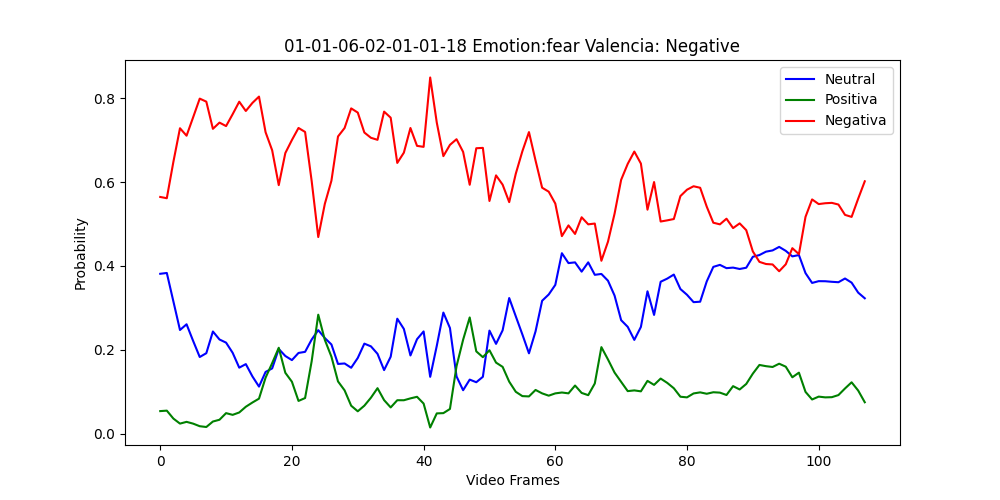 01-01-06-02-01-01-18 Emotion:fear Valencia: Negative
Neutral
Positiva
Negativa
Probability
0.8
0.6
0.4
0.2
0.0
0
20
40
60
80
100
Video Frames